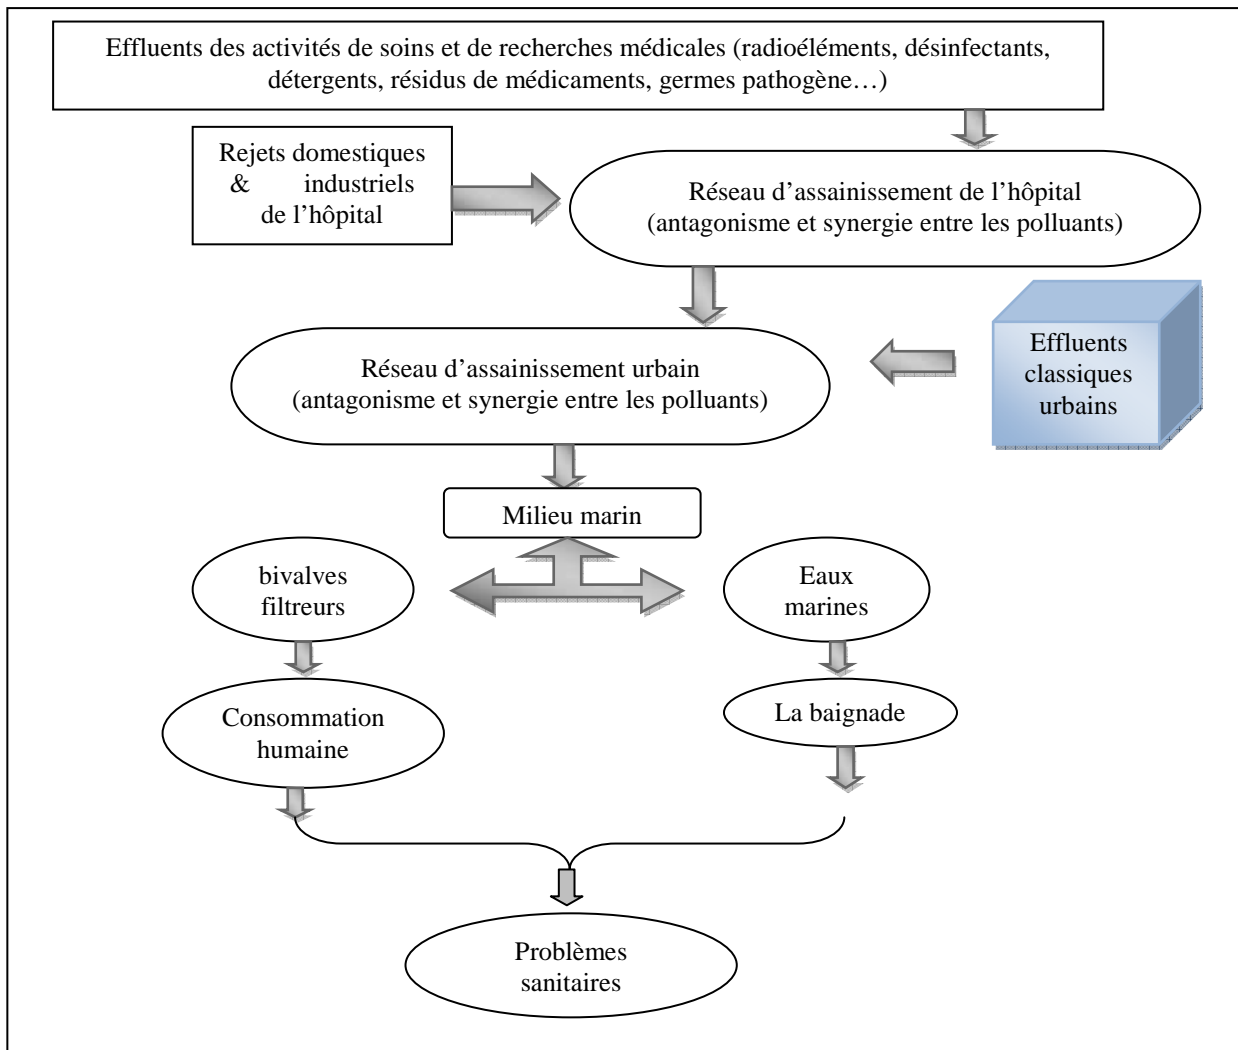 Effluents des activités de soins et de recherches médicales (radioéléments, désinfectants,
détergents, résidus de médicaments, germes pathogène…)
Rejets domestiques
& industriels
de l’hôpital
Réseau d’assainissement de l’hôpital
(antagonisme et synergie entre les polluants)
Réseau d’assainissement urbain
(antagonisme et synergie entre les polluants)
Effluents
classiques
urbains
Milieu marin
bivalves
filtreurs
Eaux
marines
Consommation
humaine
La baignade
Problèmes
sanitaires